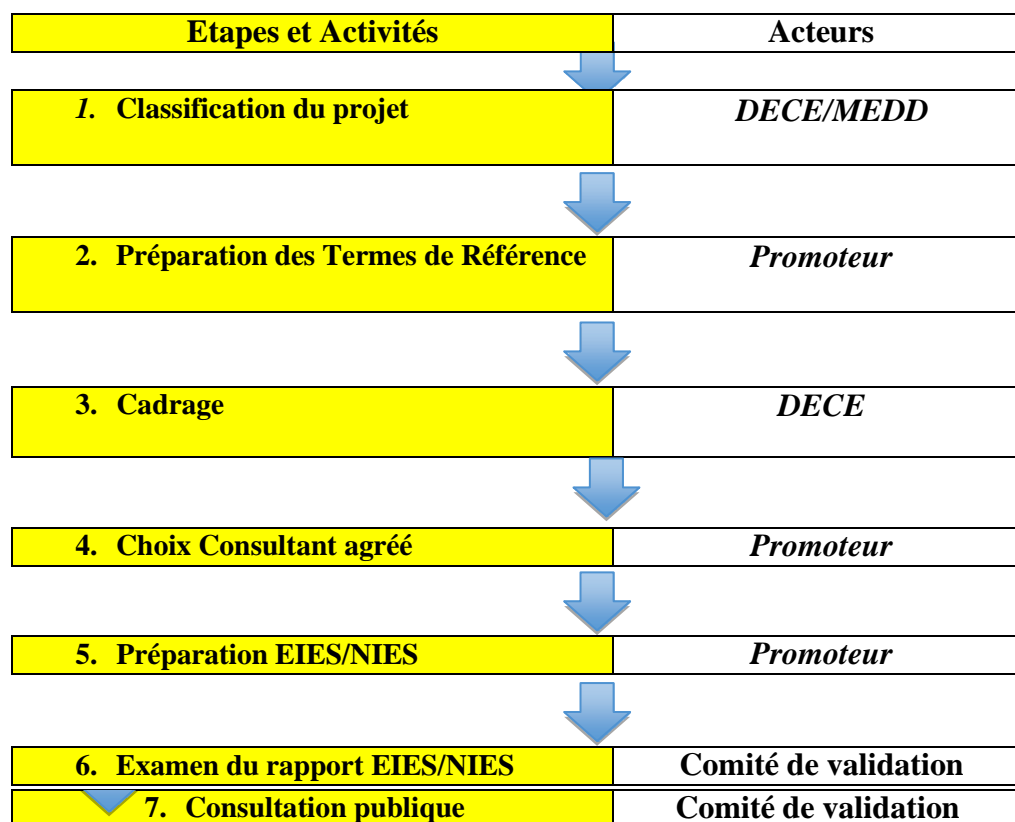 Etapes et Activités Acteurs
1. Classification du projet DECE/MEDD
2. Préparation des Termes de Référence Promoteur
3. Cadrage DECE
4. Choix Consultant agréé Promoteur
5. Préparation EIES/NIES Promoteur
6. Examen du rapport EIES/NIES Comité de validation
7. Consultation publique Comité de validation